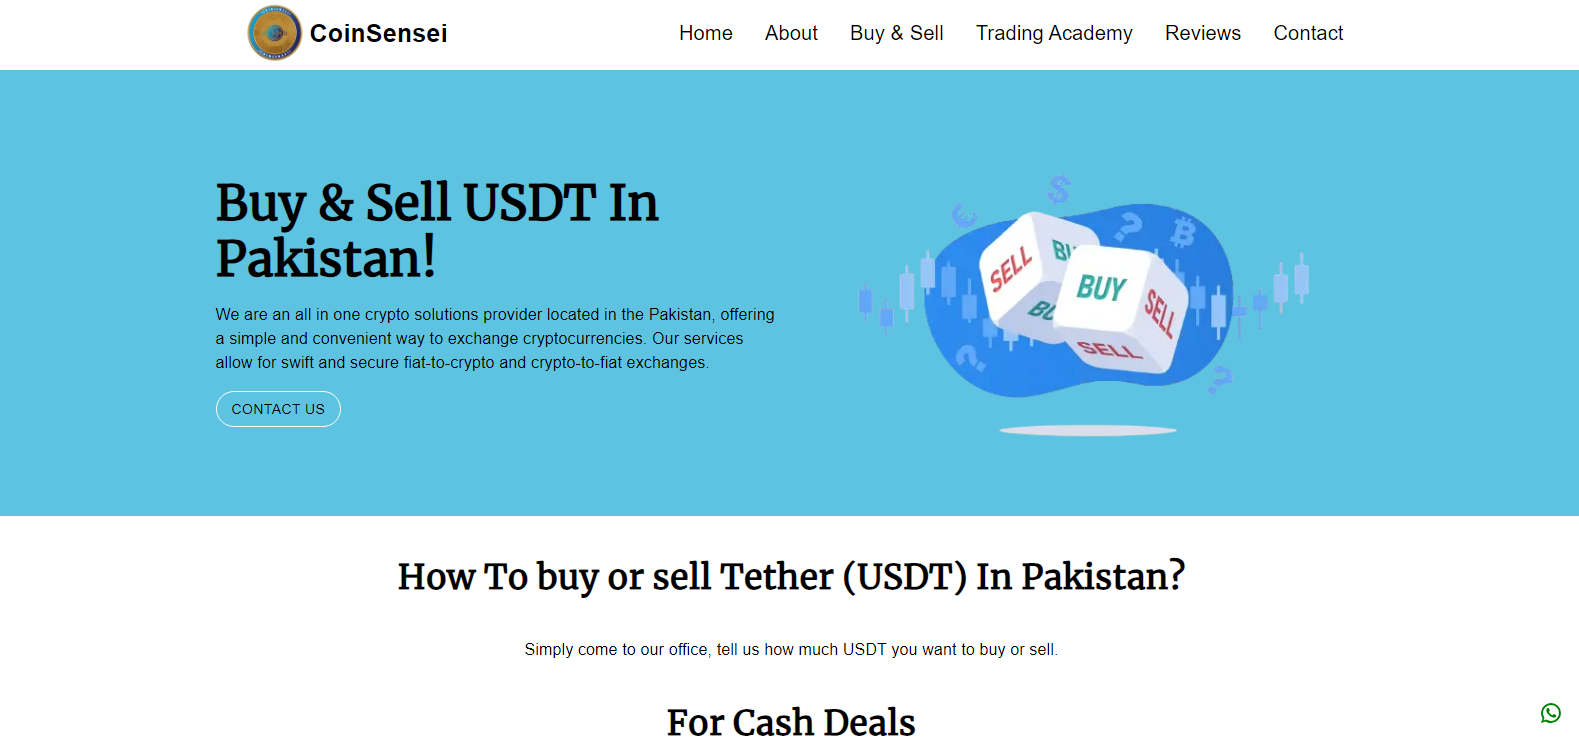 CoinSensei
Home About Buy & Sell Trading Academy Reviews Contact
Buy & Sell USDT In
Pakistan!
We are an all in one crypto solutions provider located in the Pakistan, offering
a simple and convenient way to exchange cryptocurrencies. Our services
allow for swift and secure fiat-to-crypto and crypto-to-fiat exchanges.
CONTACT US
SELL
BU
BU
BUY
SELL
SELL
How To buy or sell Tether (USDT) In Pakistan?
Simply come to our office, tell us how much USDT you want to buy or sell.
For Cash Deals